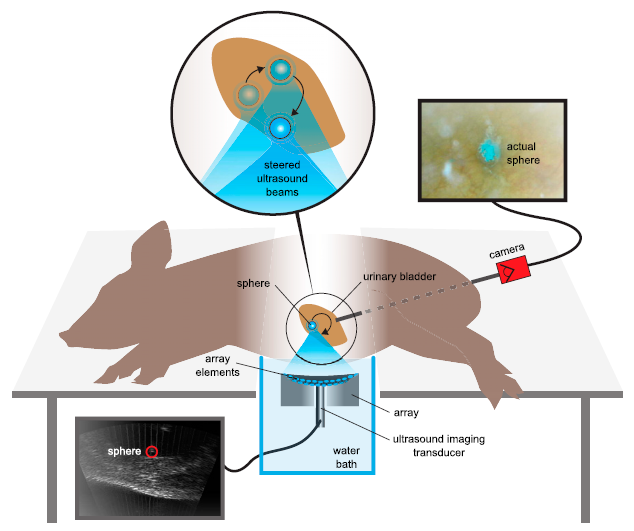 steered
ultrasound
beams
actual
sphere
camera
sphere
urinary bladder
array
elements
array
ultrasound imaging
transducer
water
bath
sphere